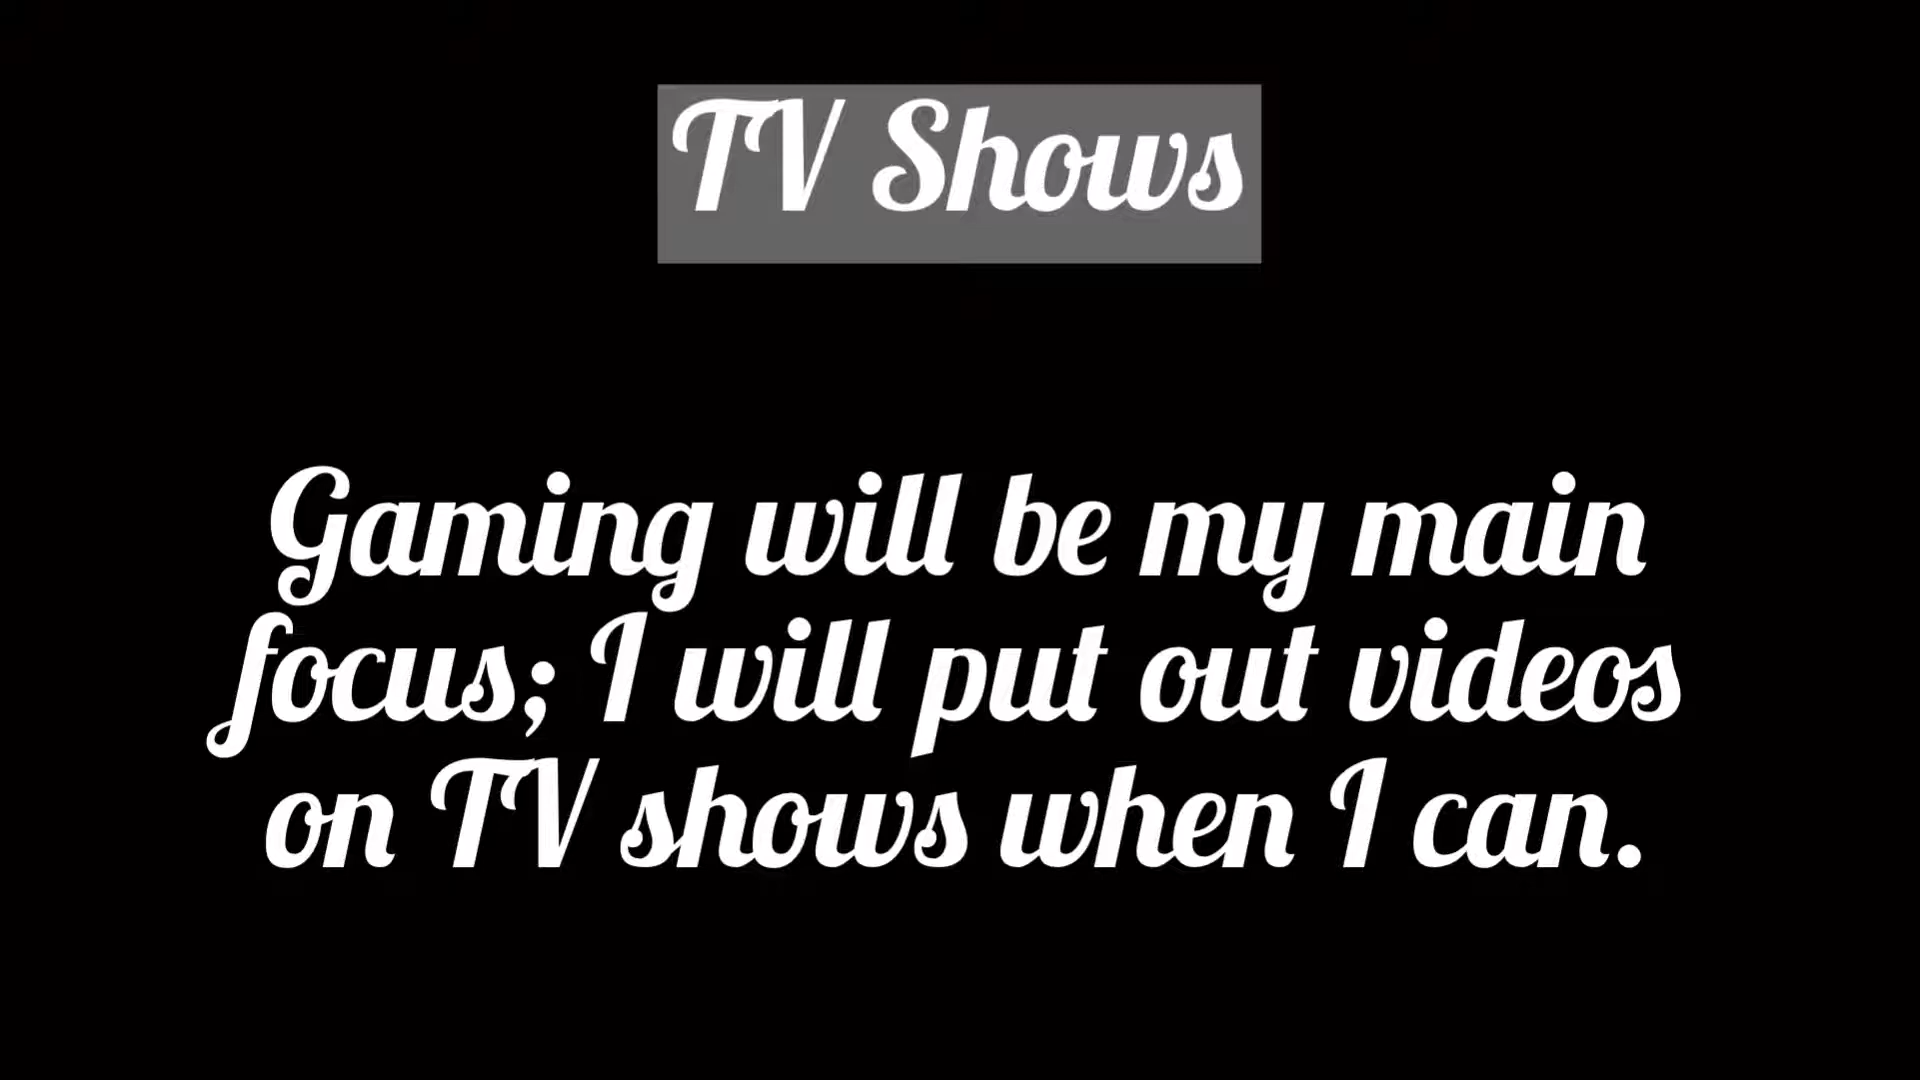 TV Shows
Gaming will be my main
focus; I will put out videos
on TV shows when I can.